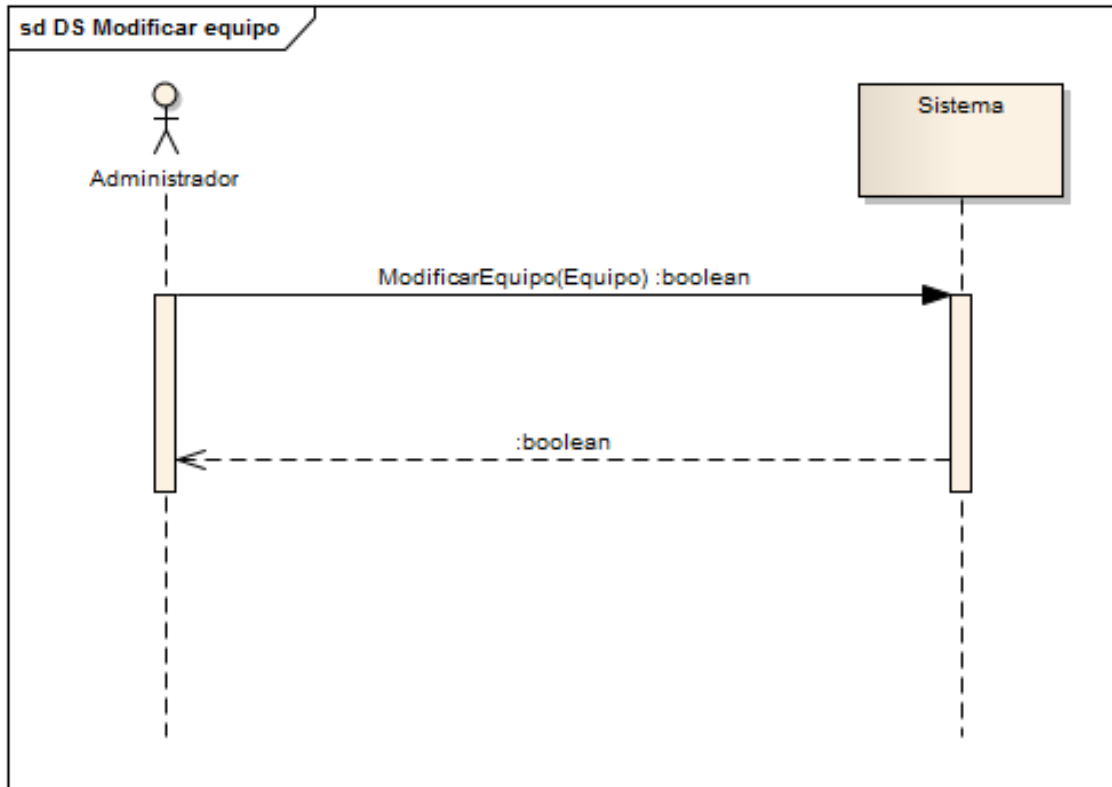 sd DS Modificar equipo
Sistema
Administrador
ModificarEquipo(Equipo) :boolean
:boolean